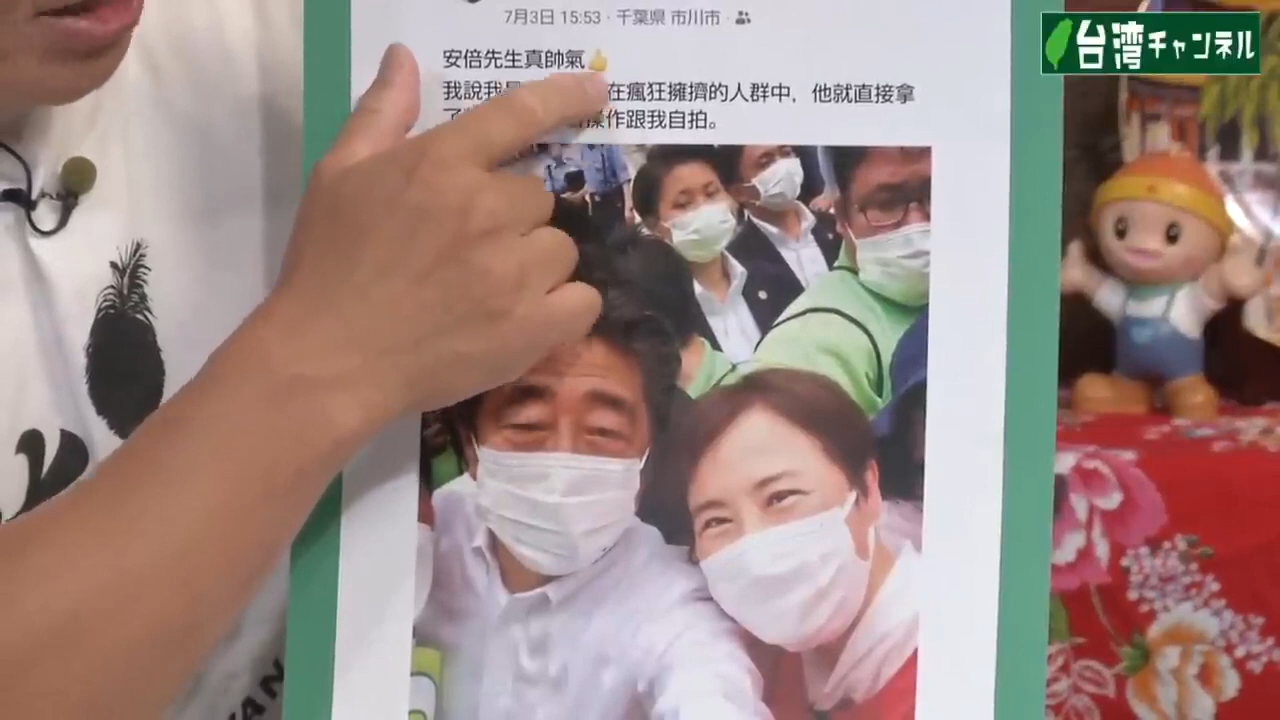 7月3日 15:53・千葉県 市川市・
台湾チャンネル
安倍先生真帥氣👍
我說我 在瘋狂擁擠的人群中，他就直接拿
了 操作跟我自拍。
AN